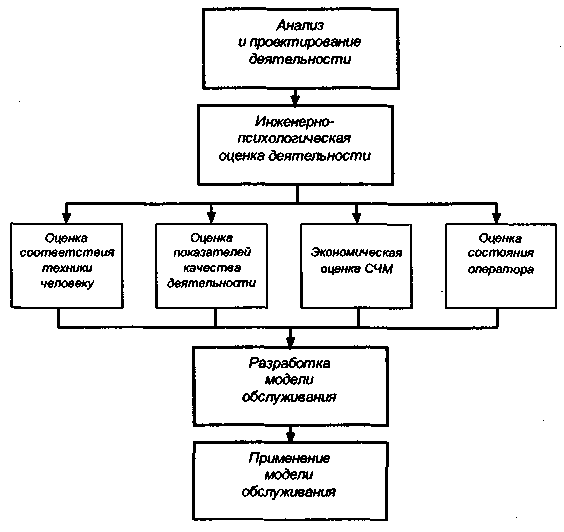 Анализ
и проектирование
деятельности
Инженерно-
психологическая
оценка деятельности
Оценка
соответствия
техники
человеку
Оценка
показателей
качества
деятельности
Экономическая
оценка СЧМ
Оценка
состояния
оператора
Разработка
модели
обслуживания
Применение
модели
обслуживания